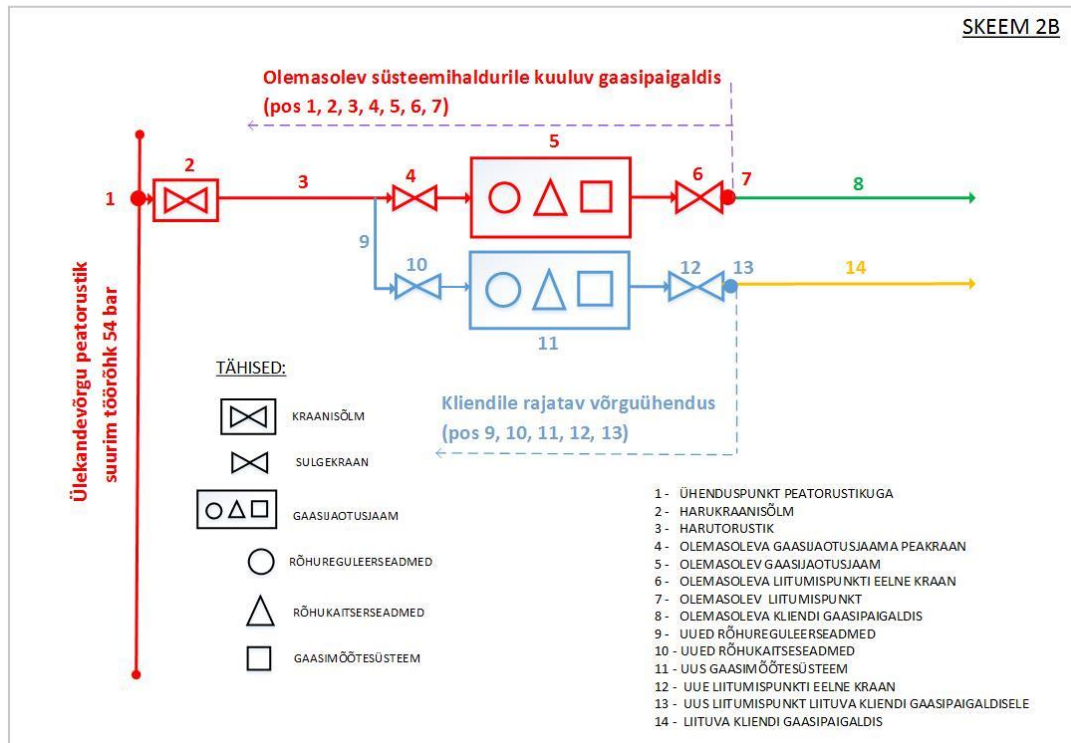 SKEEM 2B
Olemasolev süsteemihaldurile kuuluv gaasipaigaldis
(pos 1, 2, 3, 4, 5, 6, 7)
1
2
3
4
5
6
7
8
9
10
11
12
13
14
Ülekandevõrgu peatorustik
suurim töörõhk 54 bar
Kliendile rajatav võrguühendus
(pos 9, 10, 11, 12, 13)
TÄHISED:
KRAANISÕLM
SULGEKRAAN
GAASIJAOTUSJAAM
RÕHUREGULEERSEADMED
RÕHUKAITSERSEADMED
GAASIMÕÕTESÜSTEEM
1 - ÜHENDUSPUNKT PEATORUSTIKUGA
2 - HARUKRAANISÕLM
3 - HARUTORUSTIK
4 - OLEMASOLEVA GAASIJAOTUSJAAMA PEAKRAAN
5 - OLEMASOLEV GAASIJAOTUSJAAM
6 - OLEMASOLEVA LIITUMISPUNKTI EELNE KRAAN
7 - OLEMASOLEV LIITUMISPUNKT
8 - OLEMASOLEVA KLIENDI GAASIPAIGALDIS
9 - UUED RÕHUREGULEERSEADMED
10 - UUED RÕHUKAITSESEADMED
11 - UUS GAASIMÕÕTESÜSTEEM
12 - UUE LIITUMISPUNKTI EELNE KRAAN
13 - UUS LIITUMISPUNKT LIITUVA KLIENDI GAASIPAIGALDISELE
14 - LIITUVA KLIENDI GAASIPAIGALDIS